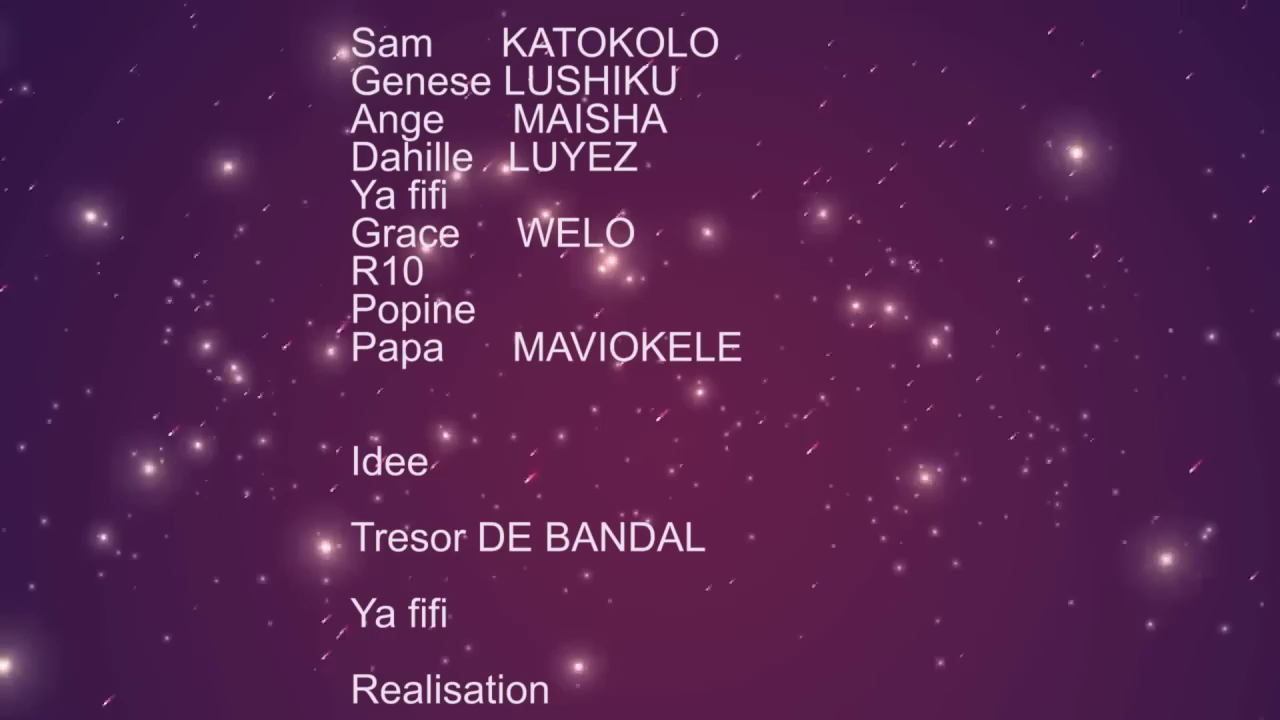 Sam KATOKOLO
Genese LUSHIKU
Ange MAISHA
Dahille LUYEZ
Ya fifi
Grace WELO
R10
Popine
Papa MAVIOKELE
Idee
Tresor DE BANDAL
Ya fifi
Realisation